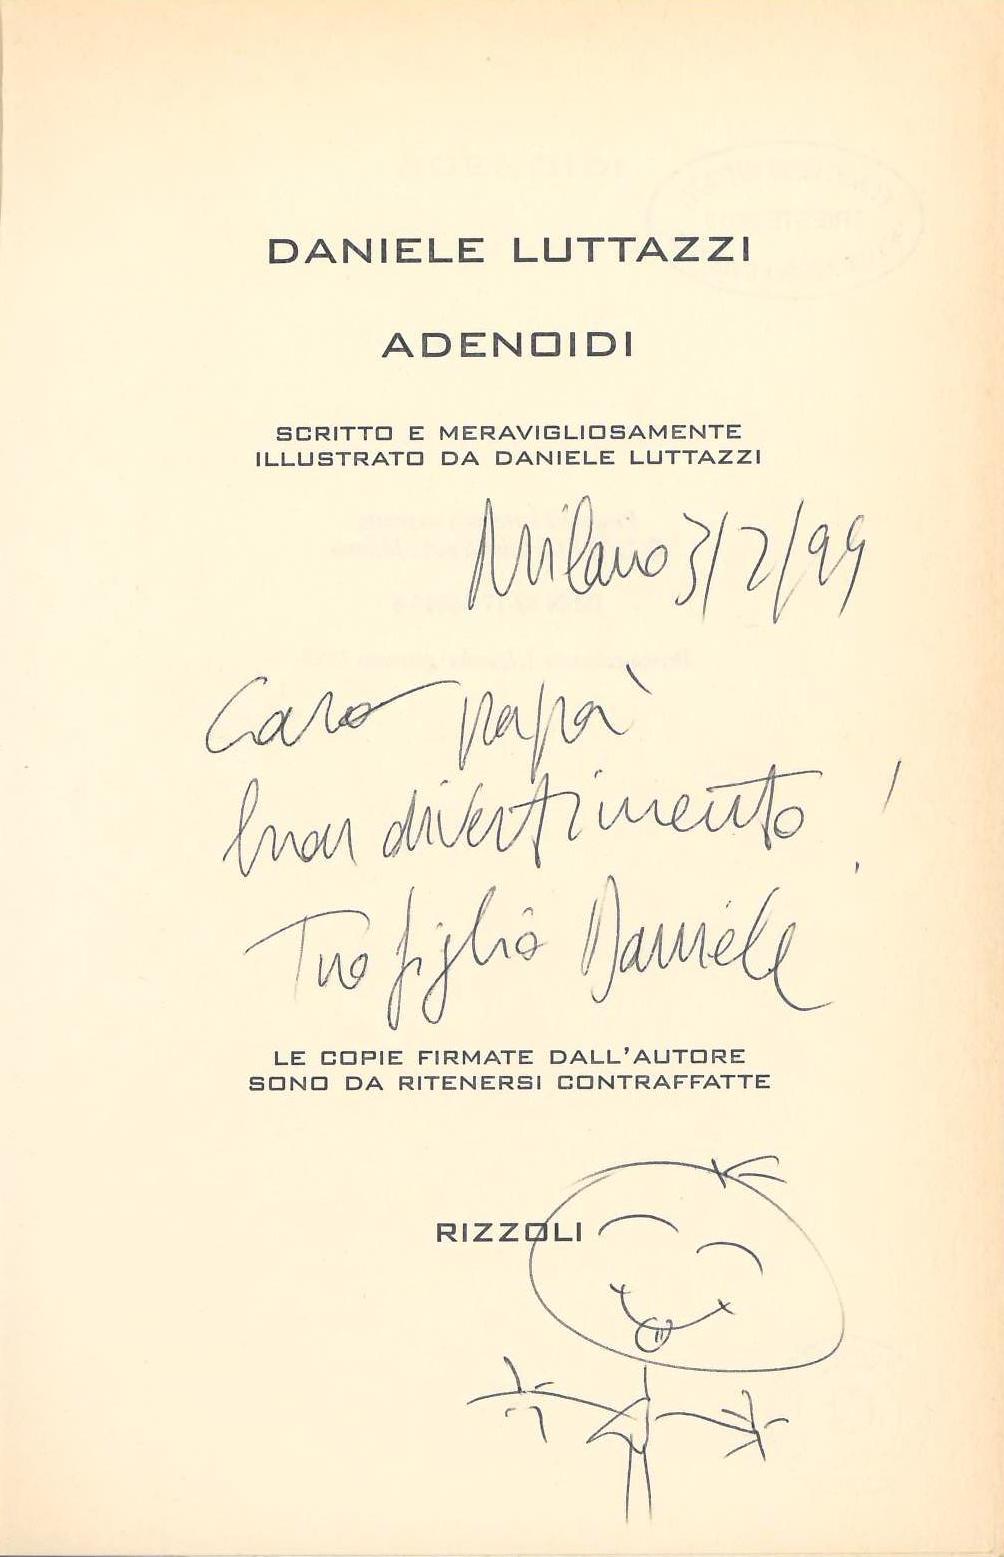 DANIELE LUTTAZZI
ADENOIDI
SCRITTO E MERAVIGLIOSAMENTE
ILLUSTRATO DA DANIELE LUTTAZZI
Milano 3/2/99
Caro papà
buon divertimento!
Tuo figlio Daniele
LE COPIE FIRMATE DALL'AUTORE
SONO DA RITENERSI CONTRAFFATTE
RIZZOLI